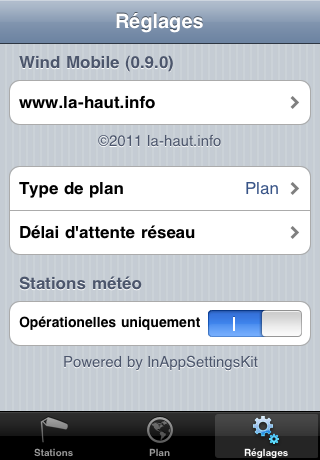 Réglages
Wind Mobile (0.9.0)
www.la-haut.info
©2011 la-haut.info
Type de plan Plan
Délai d'attente réseau
Stations météo
Opérationelles uniquement
Powered by InAppSettingsKit
Stations Plan Réglages